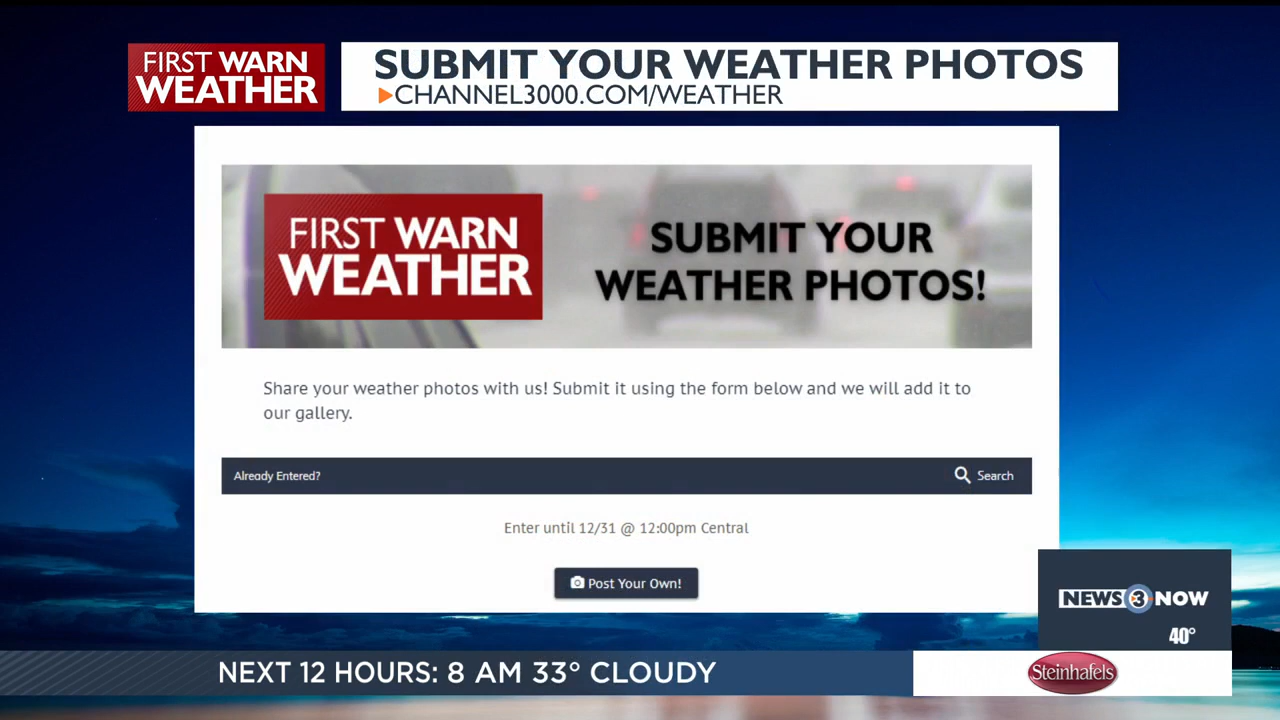 FIRST WARN
WEATHER
SUBMIT YOUR WEATHER PHOTOS
CHANNEL3000.COM/WEATHER
FIRST WARN
WEATHER
SUBMIT YOUR
WEATHER PHOTOS!
Share your weather photos with us! Submit it using the form below and we will add it to
our gallery.
Already Entered?
Search
Enter until 12/31 @ 12:00pm Central
Post Your Own!
NEWS 3 NOW
40°
NEXT 12 HOURS: 8 AM 33° CLOUDY
Steinhafels